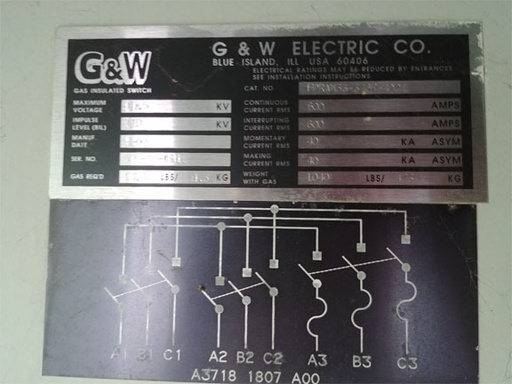 G&W
GAS INSULATED SWITCH
G & W ELECTRIC CO.
BLUE ISLAND, ILL USA 60406
ELECTRICAL RATINGS MAY BE REDUCED BY ENTRANCES
SEE INSTALLATION INSTRUCTIONS.
CAT NO
MAXIMUM VOLTAGE KV
CONTINUOUS CURRENT RMS 600 AMPS
IMPULSE LEVEL (BIL) KV
INTERRUPTING CURRENT RMS 600 AMPS
MANUF. DATE
MOMENTARY CURRENT RMS KA ASYM
SER. NO.
MAKING CURRENT RMS 40 KA ASYM
GAS REQ'D LBS/ KG
WEIGHT WITH GAS LBS/ KG
A1 B1 C1 A2 B2 C2 A3 B3 C3
A3718 1807 A00